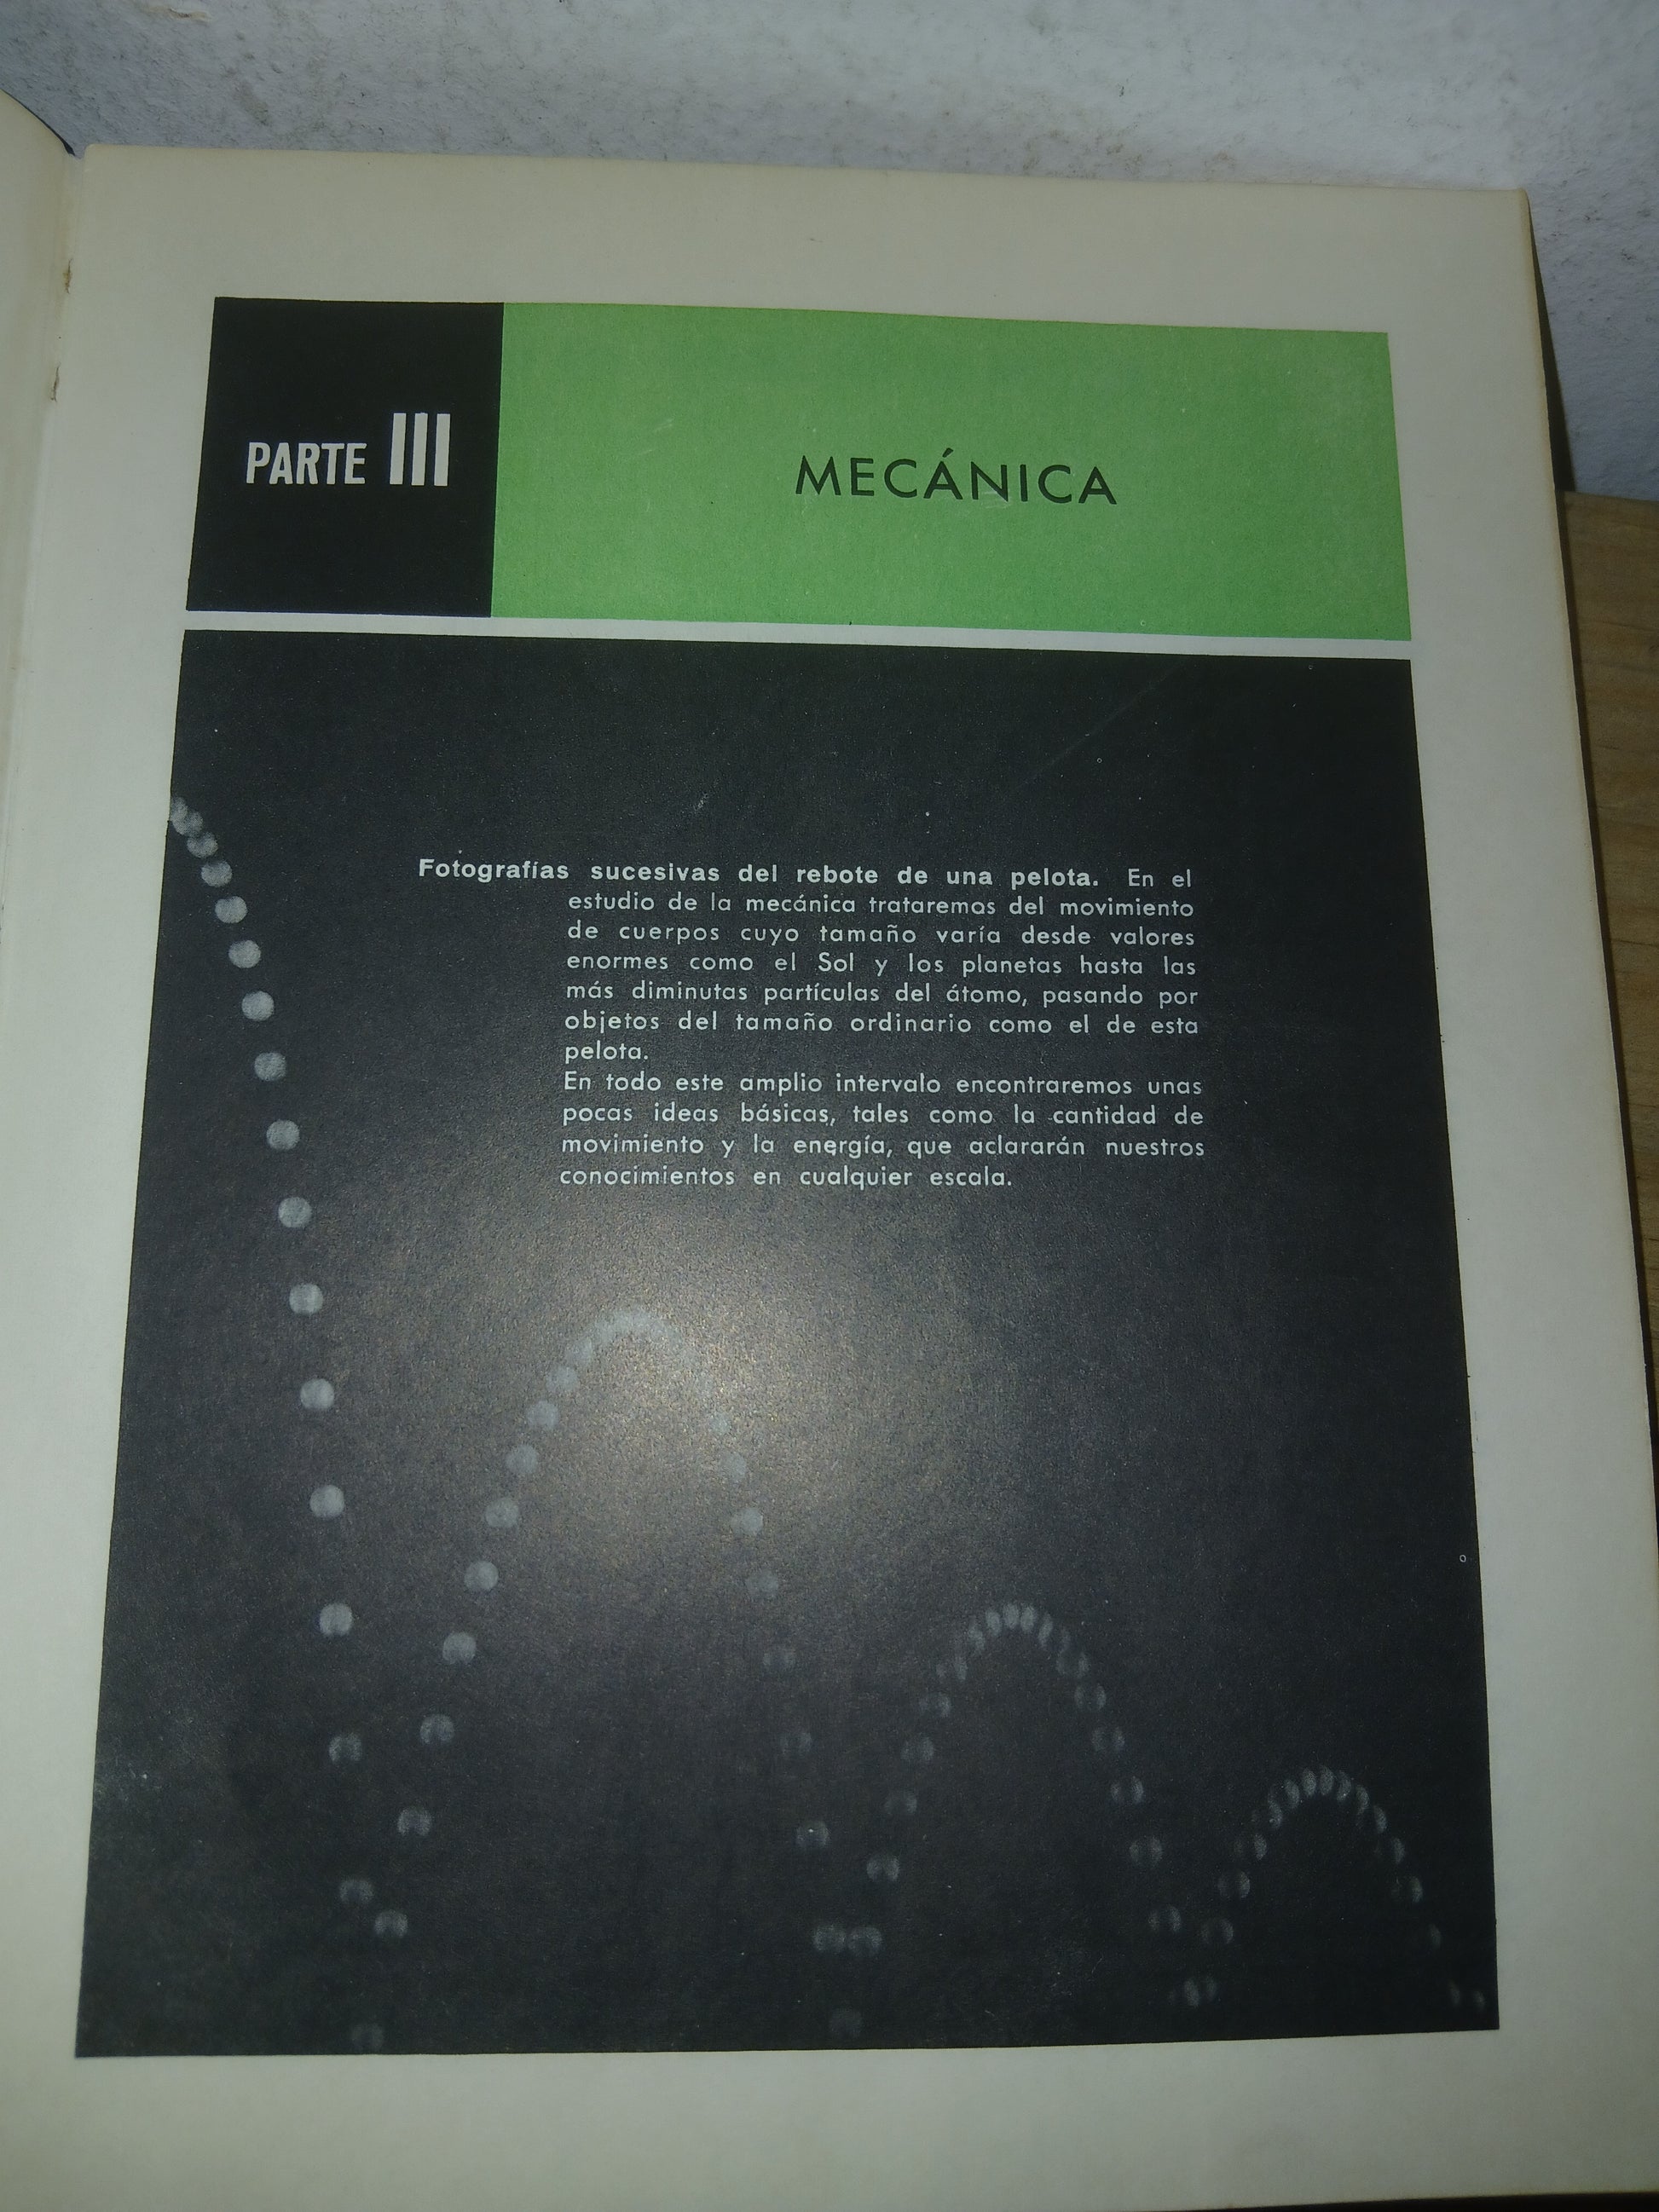 PARTE III
MECÁNICA
Fotografías sucesivas del rebote de una pelota. En el
estudio de la mecánica trataremos del movimiento
de cuerpos cuyo tamaño varía desde valores
enormes como el Sol y los planetas hasta las
más diminutas partículas del átomo, pasando por
objetos del tamaño ordinario como el de esta
pelota.
En todo este amplio intervalo encontraremos unas
pocas ideas básicas, tales como la cantidad de
movimiento y la energía, que aclararán nuestros
conocimientos en cualquier escala.